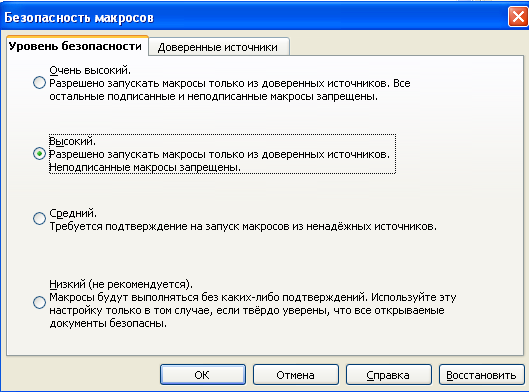 Безопасность макросов
Уровень безопасности
Доверенные источники
Очень высокий.
Разрешено запускать макросы только из доверенных источников. Все
остальные подписанные и неподписанные макросы запрещены.
Высокий.
Разрешено запускать макросы только из доверенных источников.
Неподписанные макросы запрещены.
Средний.
Требуется подтверждение на запуск макросов из ненадёжных источников.
Низкий (не рекомендуется).
Макросы будут выполняться без каких-либо подтверждений. Используйте эту
настройку только в том случае, если твёрдо уверены, что все открываемые
документы безопасны.
ОК
Отмена
Справка
Восстановить